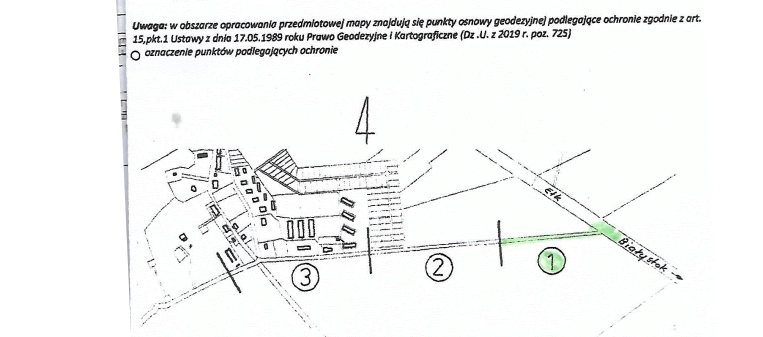 Uwaga: w obszarze opracowania przedmiotowej mapy znajdują się punkty osnowy geodezyjnej podlegające ochronie zgodnie z art.
15,pkt.1 Ustawy z dnia 17.05.1989 roku Prawo Geodezyjne i Kartograficzne (Dz .U. z 2019 r. poz. 725)
oznaczenie punktów podlegających ochronie
4
Ełk
Białystok
3
2
1